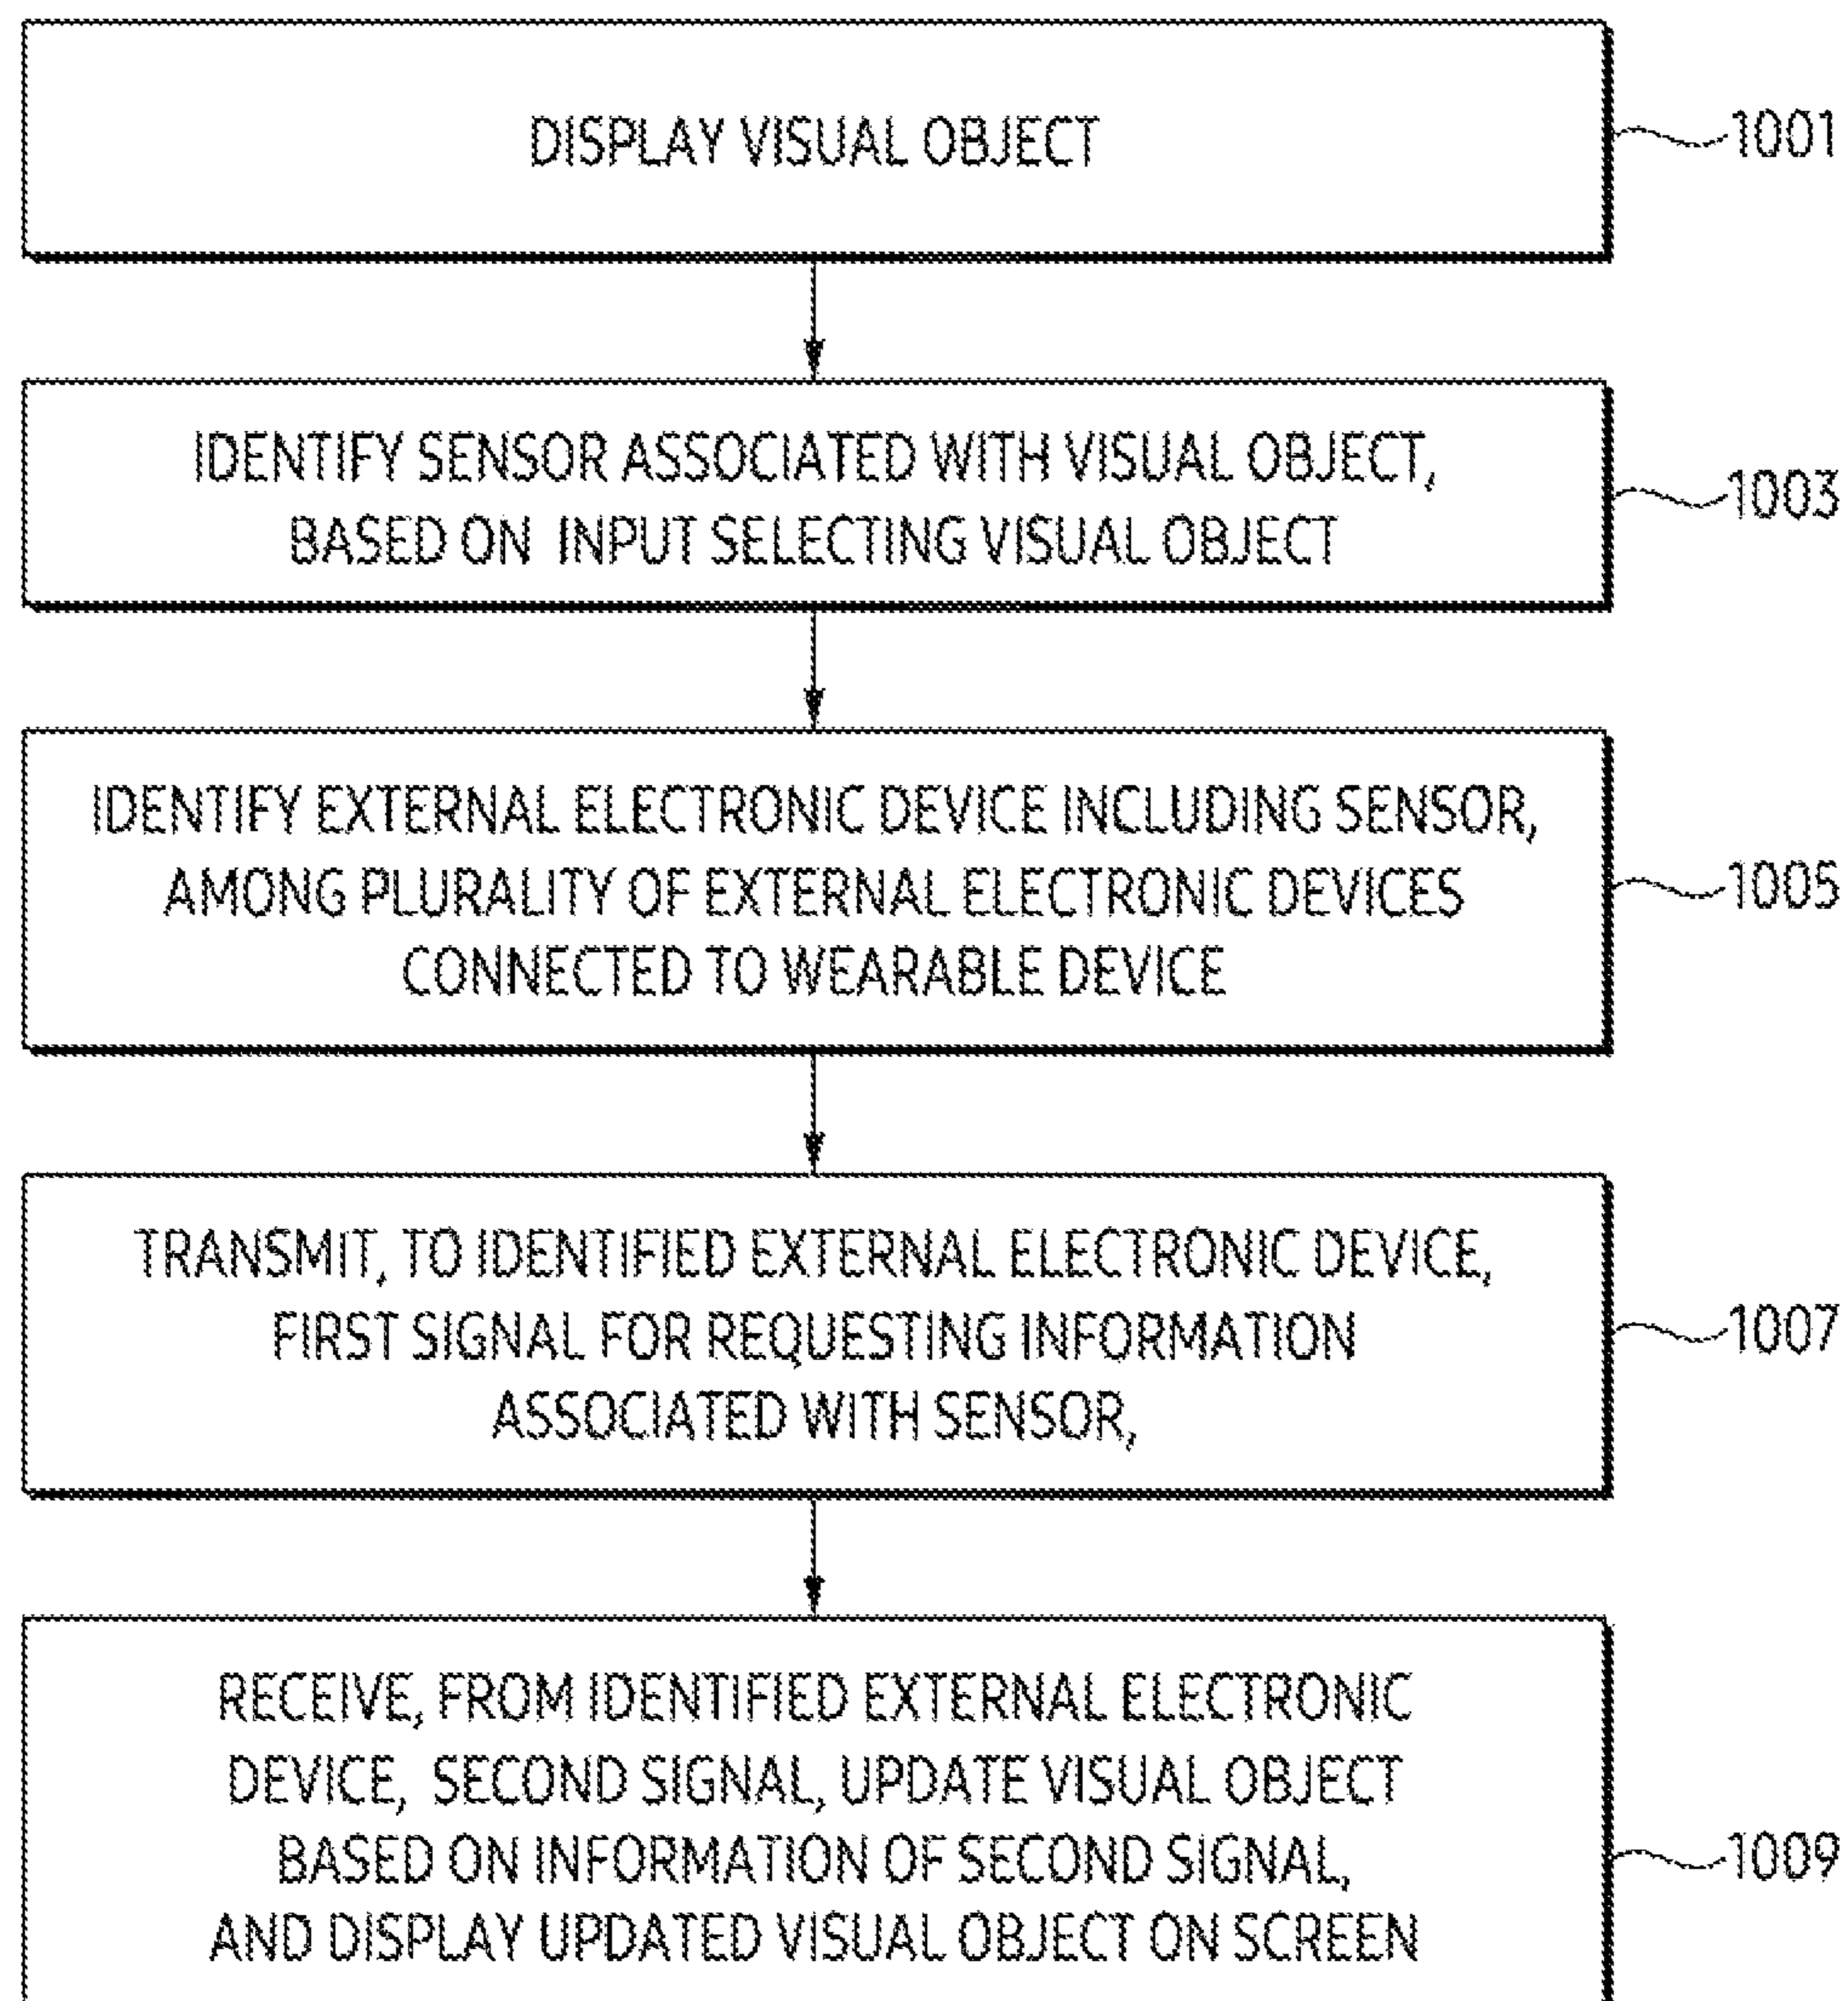 DISPLAY VISUAL OBJECT
1001
IDENTIFY SENSOR ASSOCIATED WITH VISUAL OBJECT,
BASED ON INPUT SELECTING VISUAL OBJECT
1003
IDENTIFY EXTERNAL ELECTRONIC DEVICE INCLUDING SENSOR,
AMONG PLURALITY OF EXTERNAL ELECTRONIC DEVICES
CONNECTED TO WEARABLE DEVICE
1005
TRANSMIT, TO IDENTIFIED EXTERNAL ELECTRONIC DEVICE,
FIRST SIGNAL FOR REQUESTING INFORMATION
ASSOCIATED WITH SENSOR,
1007
RECEIVE, FROM IDENTIFIED EXTERNAL ELECTRONIC
DEVICE, SECOND SIGNAL, UPDATE VISUAL OBJECT
BASED ON INFORMATION OF SECOND SIGNAL,
AND DISPLAY UPDATED VISUAL OBJECT ON SCREEN
1009